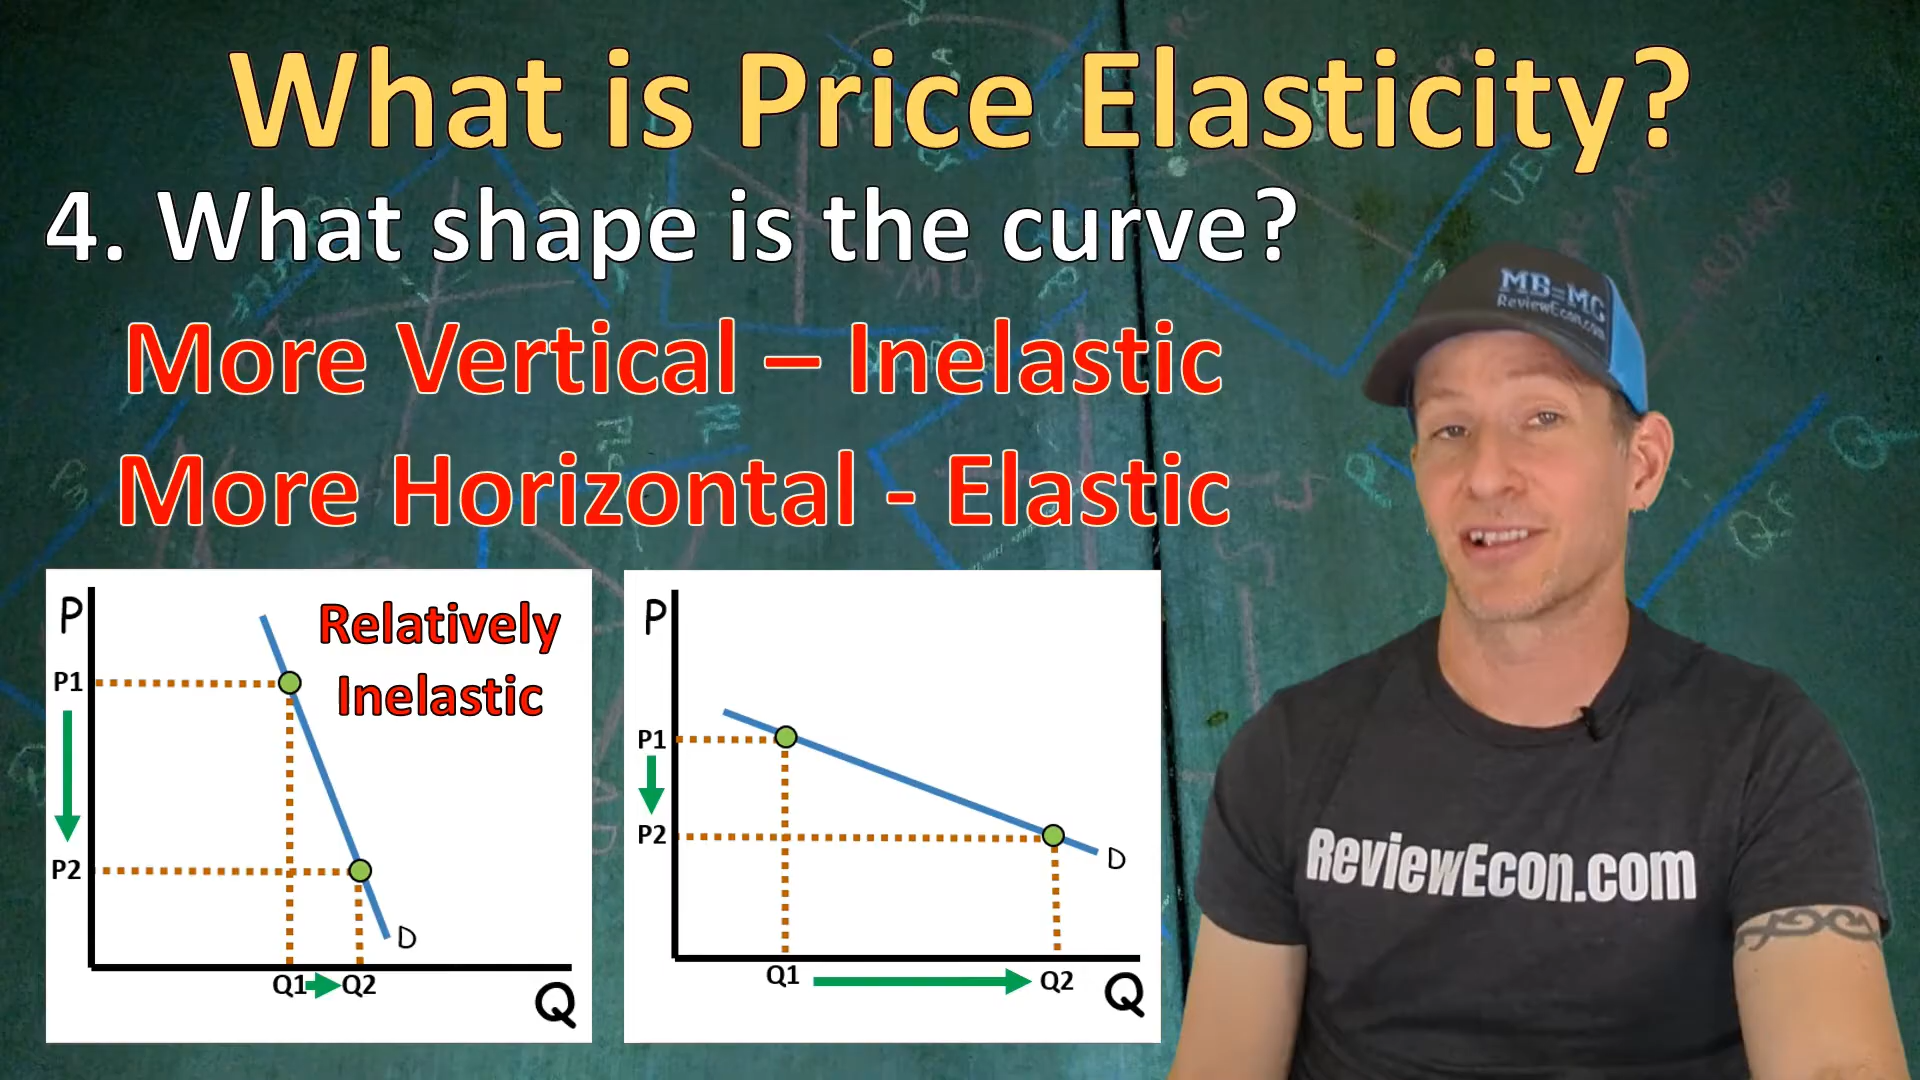 What is Price Elasticity?
4. What shape is the curve?
More Vertical – Inelastic
More Horizontal - Elastic
MB=MC
ReviewEcon.com
P
Relatively
Inelastic
P1
P2
D
Q1
Q2
Q
P
P1
P2
D
Q1
Q2
Q
ReviewEcon.com